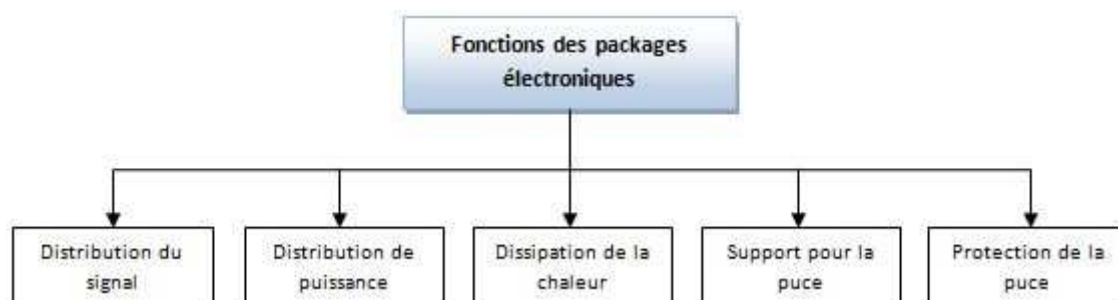 Fonctions des packages
électroniques
Distribution du
signal
Distribution de
puissance
Dissipation de la
chaleur
Support pour la
puce
Protection de la
puce